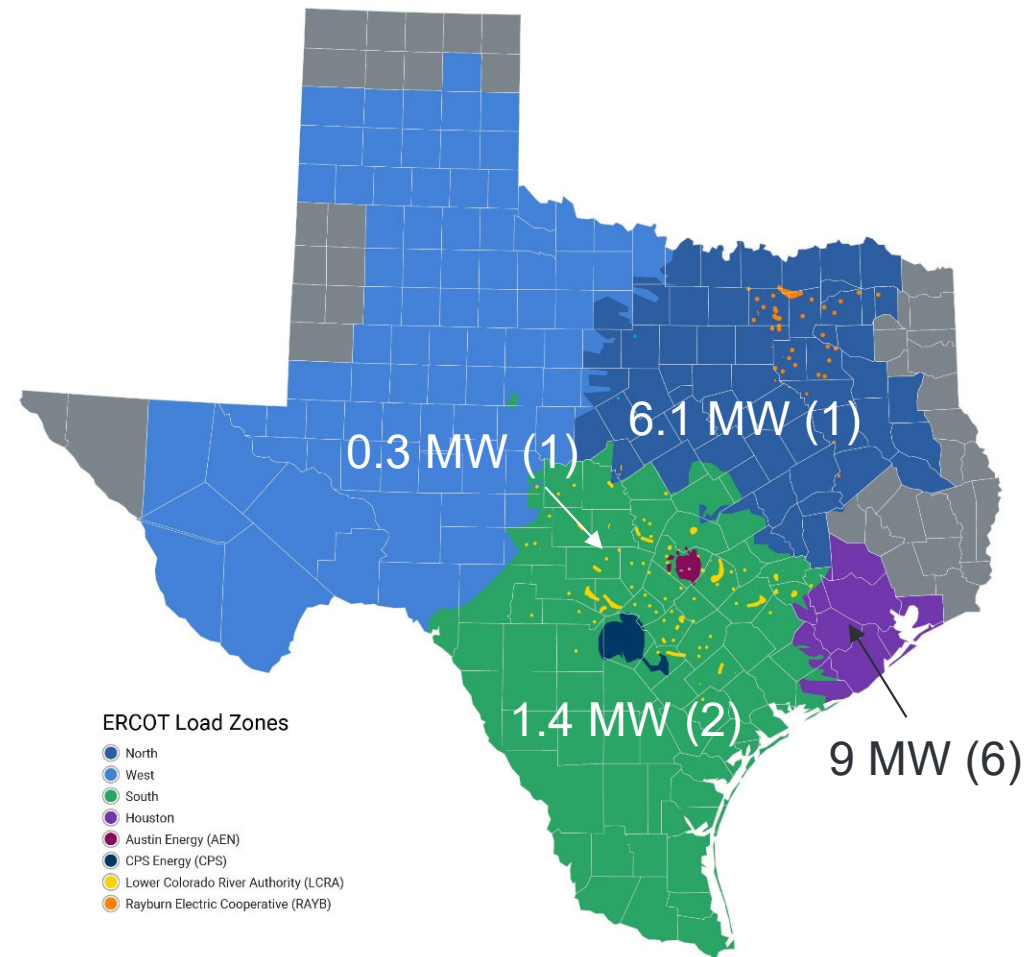 6.1 MW (1)
0.3 MW (1)
1.4 MW (2)
9 MW (6)
ERCOT Load Zones
North
West
South
Houston
Austin Energy (AEN)
CPS Energy (CPS)
Lower Colorado River Authority (LCRA)
Rayburn Electric Cooperative (RAYB)